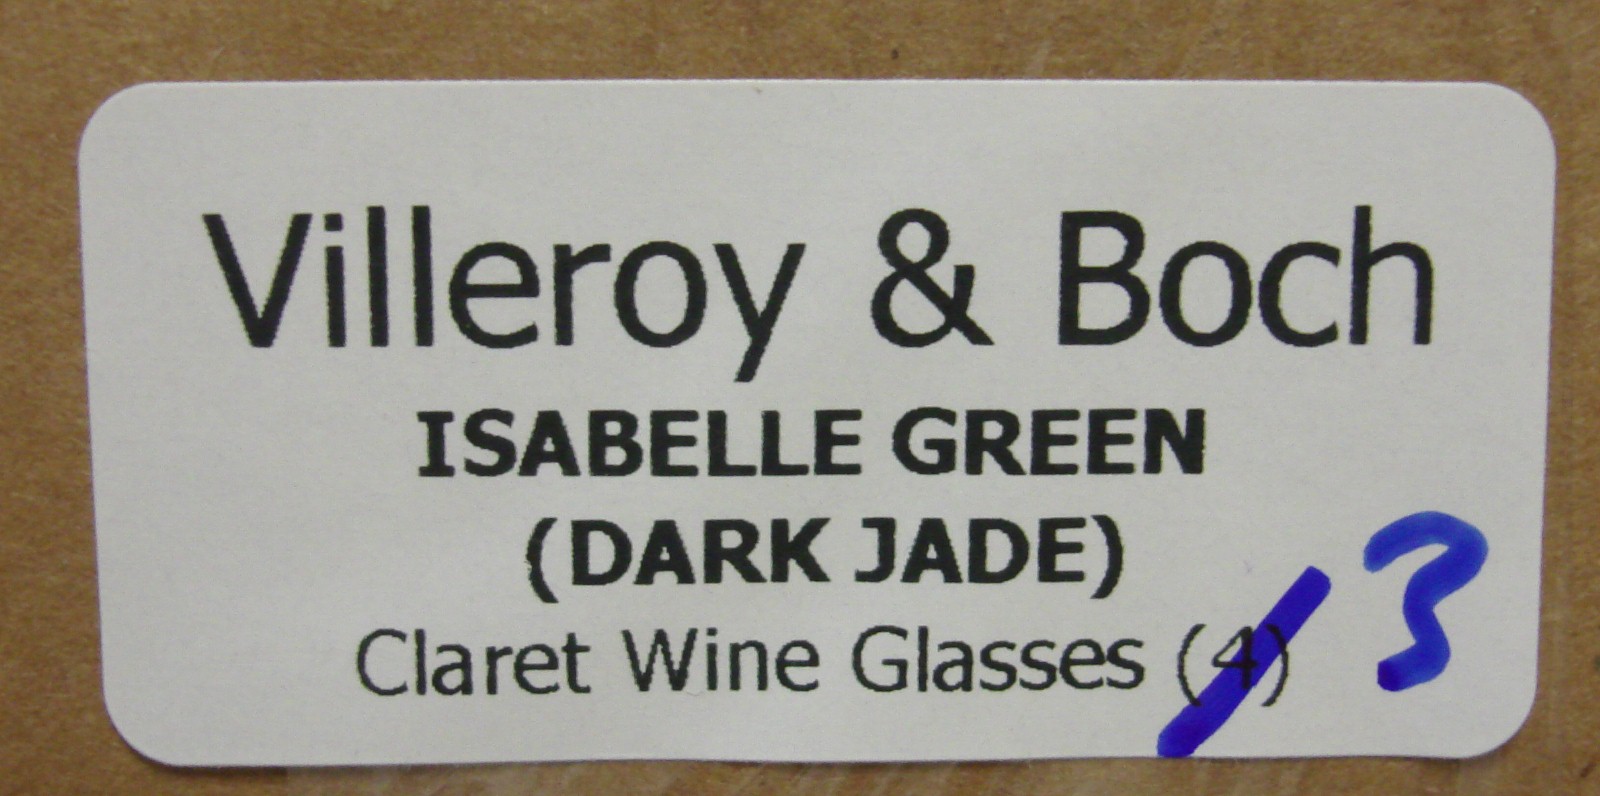 Villeroy & Boch
ISABELLE GREEN
(DARK JADE)
Claret Wine Glasses (4) 3